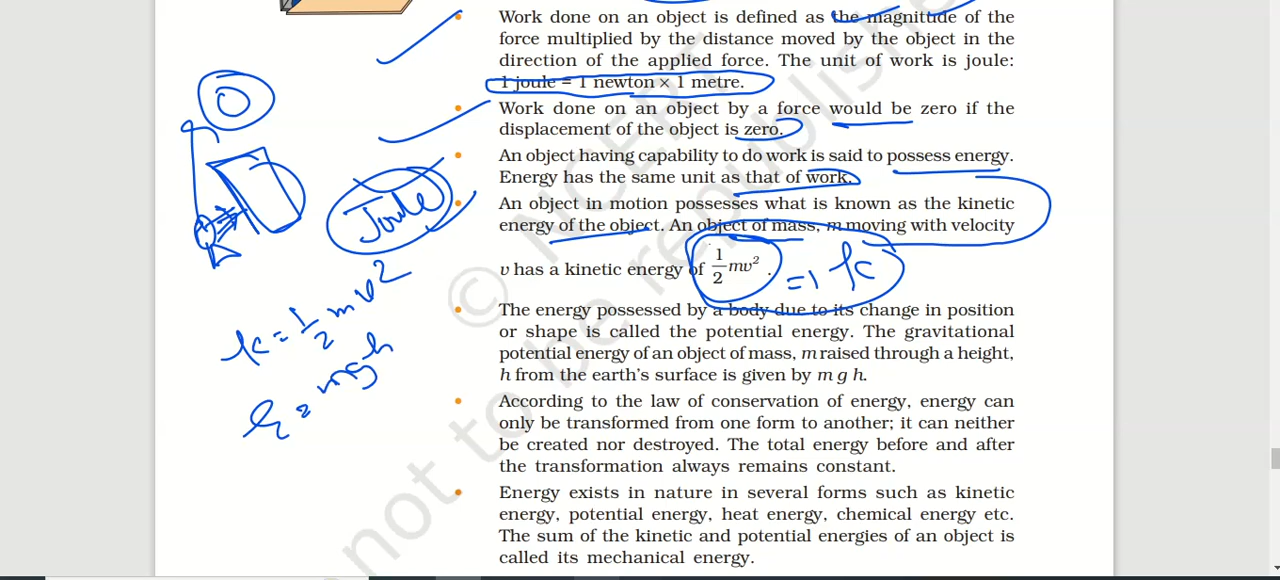 Work done on an object is defined as the magnitude of the
force multiplied by the distance moved by the object in the
direction of the applied force. The unit of work is joule:
1 joule = 1 newton × 1 metre.
Work done on an object by a force would be zero if the
displacement of the object is zero.
An object having capability to do work is said to possess energy.
Energy has the same unit as that of work.
Joule
An object in motion possesses what is known as the kinetic
energy of the object. An object of mass, m moving with velocity
v has a kinetic energy of 1/2 mv².
= 1/2 mv²
= mgh
The energy possessed by a body due to its change in position
or shape is called the potential energy. The gravitational
potential energy of an object of mass, m raised through a height,
h from the earth's surface is given by m g h.
According to the law of conservation of energy, energy can
only be transformed from one form to another; it can neither
be created nor destroyed. The total energy before and after
the transformation always remains constant.
Energy exists in nature in several forms such as kinetic
energy, potential energy, heat energy, chemical energy etc.
The sum of the kinetic and potential energies of an object is
called its mechanical energy.
© NCERT
not to be republished